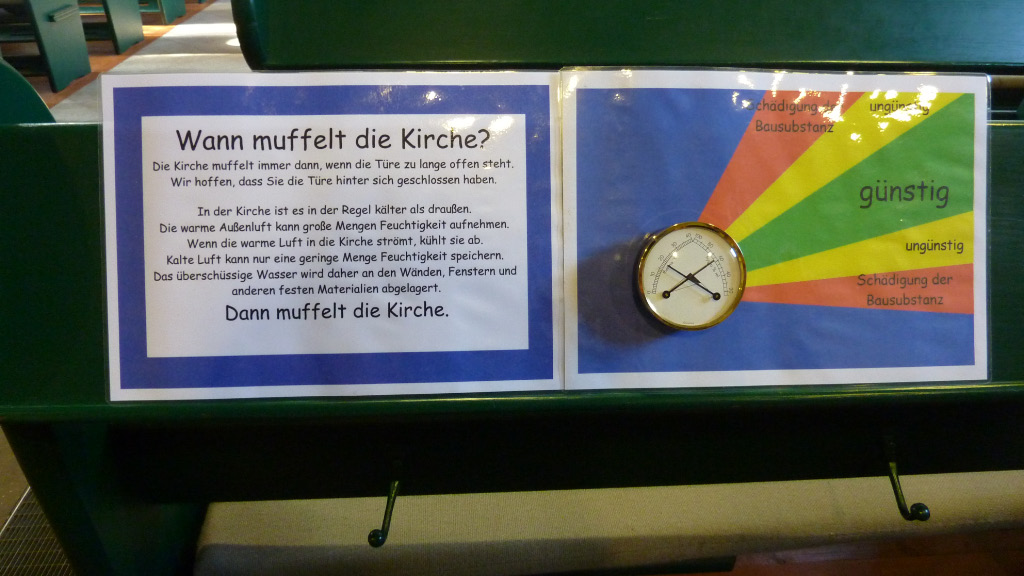 Wann muffelt die Kirche?
Die Kirche muffelt immer dann, wenn die Türe zu lange offen steht.
Wir hoffen, dass Sie die Türe hinter sich geschlossen haben.
In der Kirche ist es in der Regel kälter als draußen.
Die warme Außenluft kann große Mengen Feuchtigkeit aufnehmen.
Wenn die warme Luft in die Kirche strömt, kühlt sie ab.
Kalte Luft kann nur eine geringe Menge Feuchtigkeit speichern.
Das überschüssige Wasser wird daher an den Wänden, Fenstern und
anderen festen Materialien abgelagert.
Dann muffelt die Kirche.
Schädigung der
Bausubstanz
ungünstig
günstig
ungünstig
Schädigung der
Bausubstanz